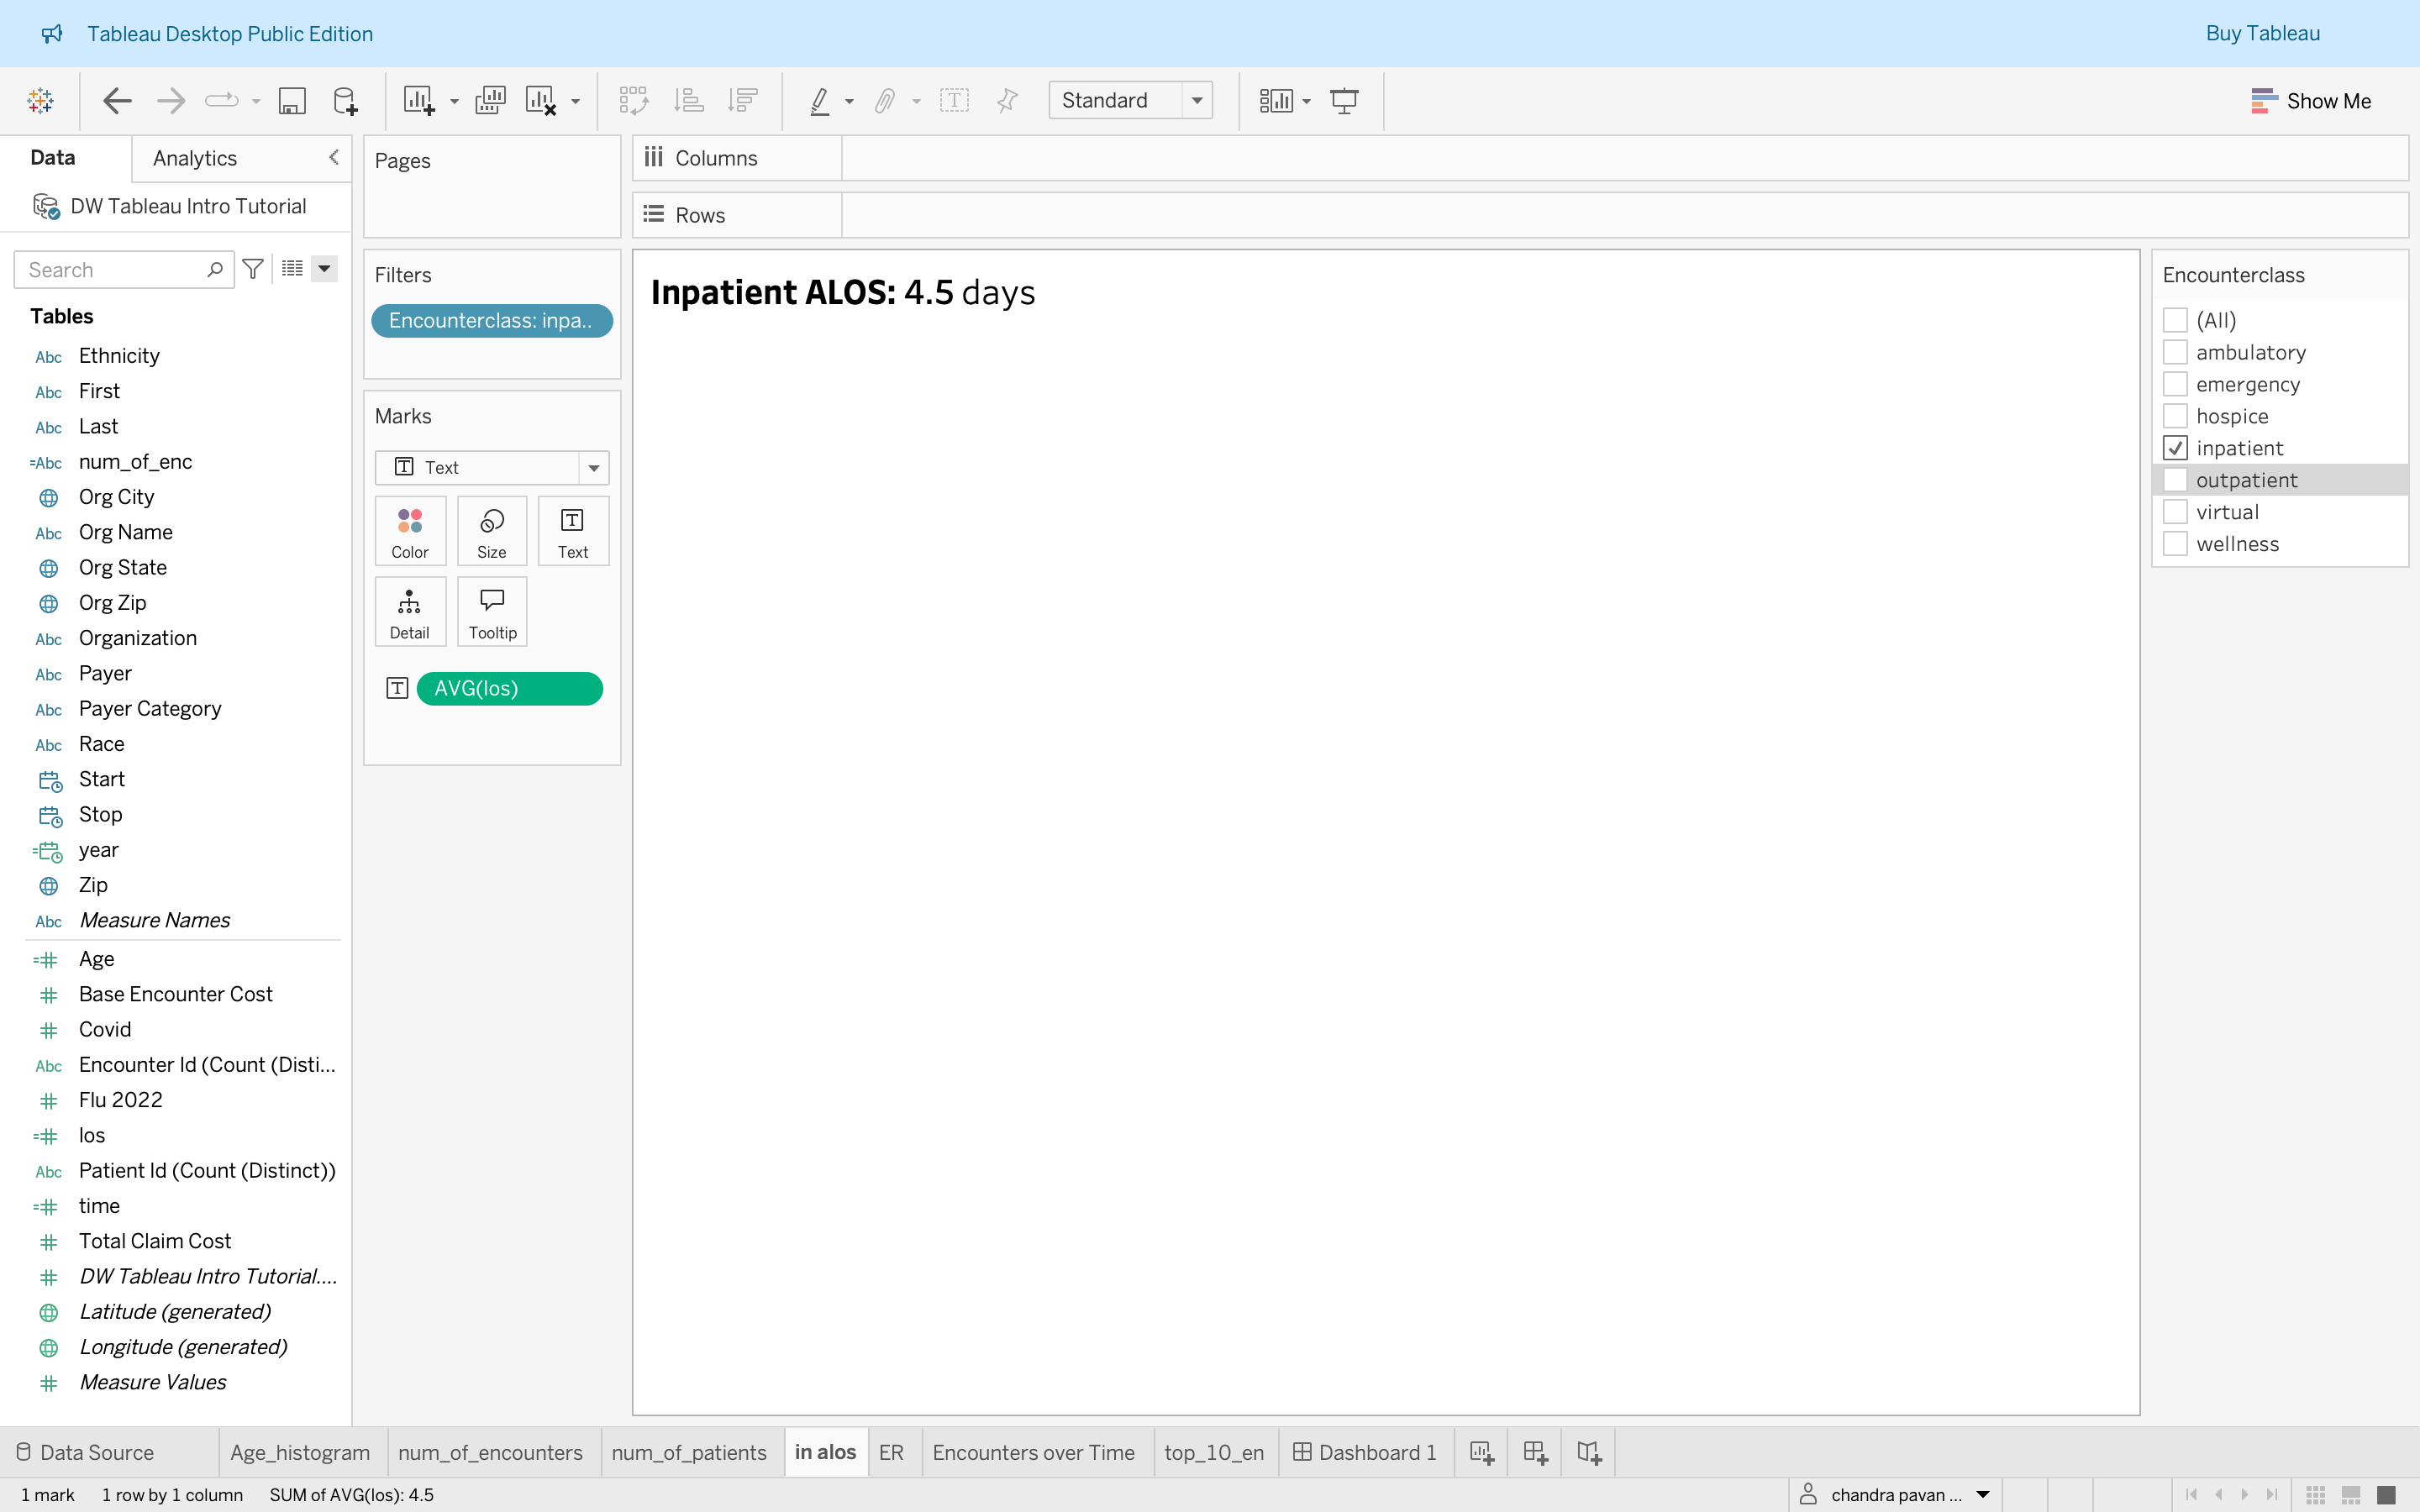 Tableau Desktop Public Edition
Buy Tableau
Standard
Show Me
Data
Analytics
DW Tableau Intro Tutorial
Search
Tables
Abc Ethnicity
Abc First
Abc Last
=Abc num_of_enc
Org City
Abc Org Name
Org State
Org Zip
Abc Organization
Abc Payer
Abc Payer Category
Abc Race
Start
Stop
year
Zip
Abc Measure Names
=# Age
# Base Encounter Cost
# Covid
Abc Encounter Id (Count (Disti...
# Flu 2022
=# los
Abc Patient Id (Count (Distinct))
=# time
# Total Claim Cost
# DW Tableau Intro Tutorial....
Latitude (generated)
Longitude (generated)
# Measure Values
Pages
Filters
Encounterclass: inpa..
Marks
T Text
Color
Size
T Text
Detail
Tooltip
T AVG(los)
Columns
Rows
Inpatient ALOS: 4.5 days
Encounterclass
(All)
ambulatory
emergency
hospice
inpatient
outpatient
virtual
wellness
Data Source
Age_histogram
num_of_encounters
num_of_patients
in alos
ER
Encounters over Time
top_10_en
Dashboard 1
1 mark
1 row by 1 column
SUM of AVG(los): 4.5
chandra pavan ...